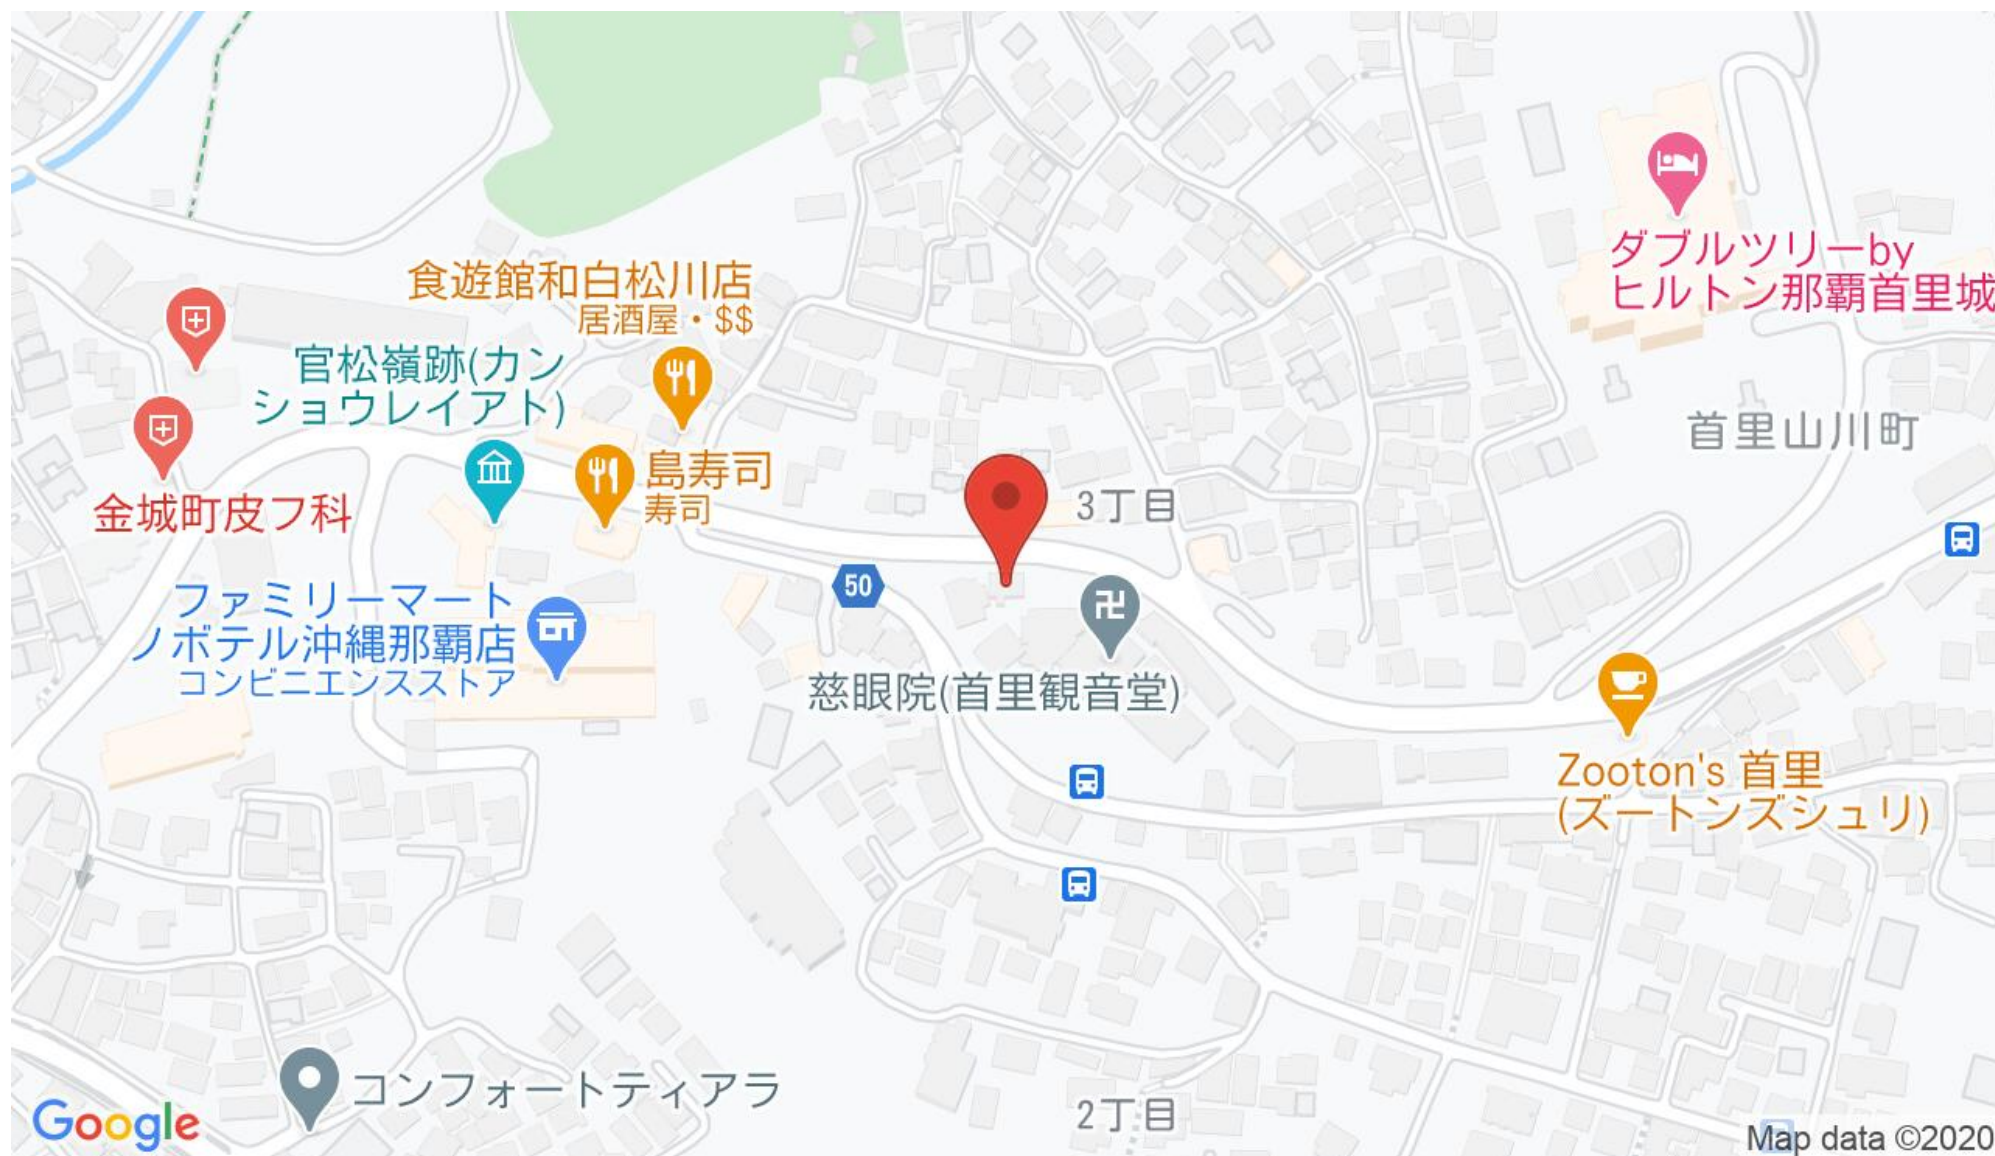 ダブルツリーby
ヒルトン那覇首里城
食遊館和白松川店
居酒屋・$$
官松嶺跡(カン
ショウレイアト)
首里山川町
島寿司
寿司
3丁目
金城町皮フ科
50
ファミリーマート
ノボテル沖縄那覇店
コンビニエンスストア
卍
慈眼院(首里観音堂)
Zooton's 首里
(ズートンズシュリ)
コンフォートティアラ
2丁目
Google
Map data ©2020